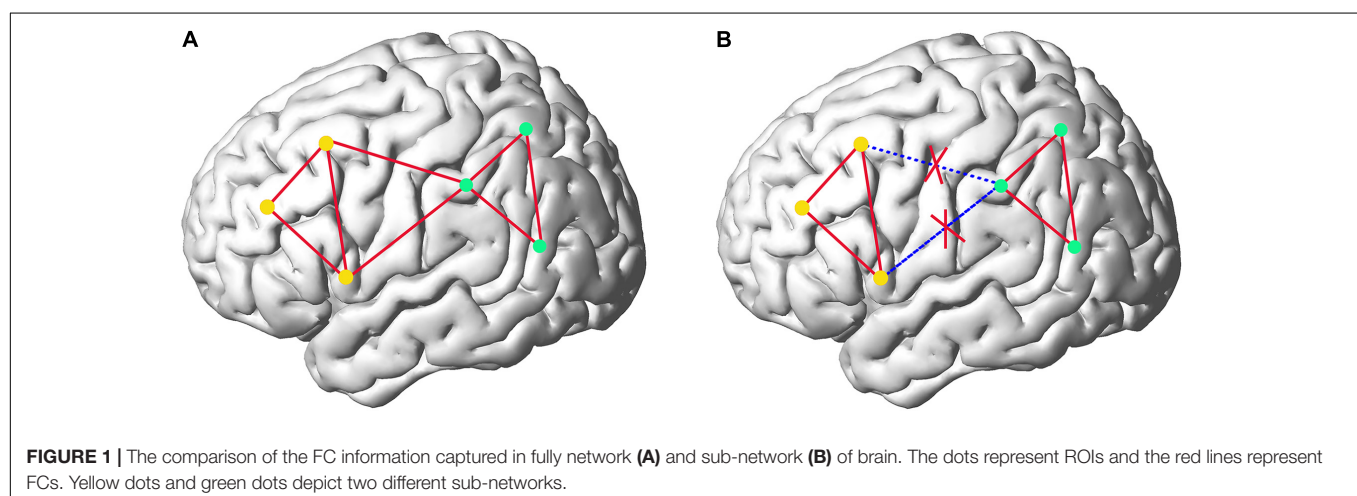 A
B
FIGURE 1 | The comparison of the FC information captured in fully network (A) and sub-network (B) of brain. The dots represent ROIs and the red lines represent
FCs. Yellow dots and green dots depict two different sub-networks.